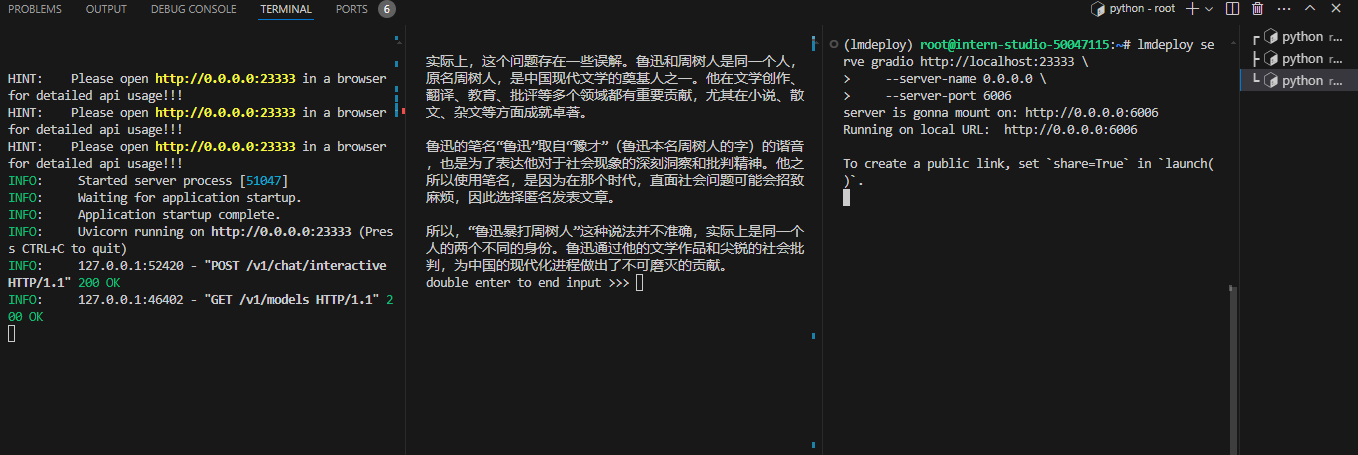 PROBLEMS OUTPUT DEBUG CONSOLE TERMINAL PORTS 6
python - root
HINT: Please open http://0.0.0.0:23333 in a browser
for detailed api usage!!!
HINT: Please open http://0.0.0.0:23333 in a browser
for detailed api usage!!!
HINT: Please open http://0.0.0.0:23333 in a browser
for detailed api usage!!!
INFO: Started server process [51047]
INFO: Waiting for application startup.
INFO: Application startup complete.
INFO: Uvicorn running on http://0.0.0.0:23333 (Pres
s CTRL+C to quit)
INFO: 127.0.0.1:52420 - "POST /v1/chat/interactive
HTTP/1.1" 200 OK
INFO: 127.0.0.1:46402 - "GET /v1/models HTTP/1.1" 2
00 OK
实际上，这个问题存在一些误解。鲁迅和周树人是同一个人，
原名周树人，是中国现代文学的奠基人之一。他在文学创作、
翻译、教育、批评等多个领域都有重要贡献，尤其在小说、散
文、杂文等方面成就卓著。
鲁迅的笔名“鲁迅”取自“豫才”（鲁迅本名周树人的字）的谐音
，也是为了表达他对于社会现象的深刻洞察和批判精神。他之
所以使用笔名，是因为在那个时代，直面社会问题可能会招致
麻烦，因此选择匿名发表文章。
所以，“鲁迅暴打周树人”这种说法并不准确，实际上是同一个
人的两个不同的身份。鲁迅通过他的文学作品和尖锐的社会批
判，为中国的现代化进程做出了不可磨灭的贡献。
double enter to end input >>>
(lmdeploy) root@intern-studio-50047115:~# lmdeploy se
rve gradio http://localhost:23333 \
> --server-name 0.0.0.0 \
> --server-port 6006
server is gonna mount on: http://0.0.0.0:6006
Running on local URL: http://0.0.0.0:6006
To create a public link, set `share=True` in `launch(
)`.
python r...
python r...
python r...